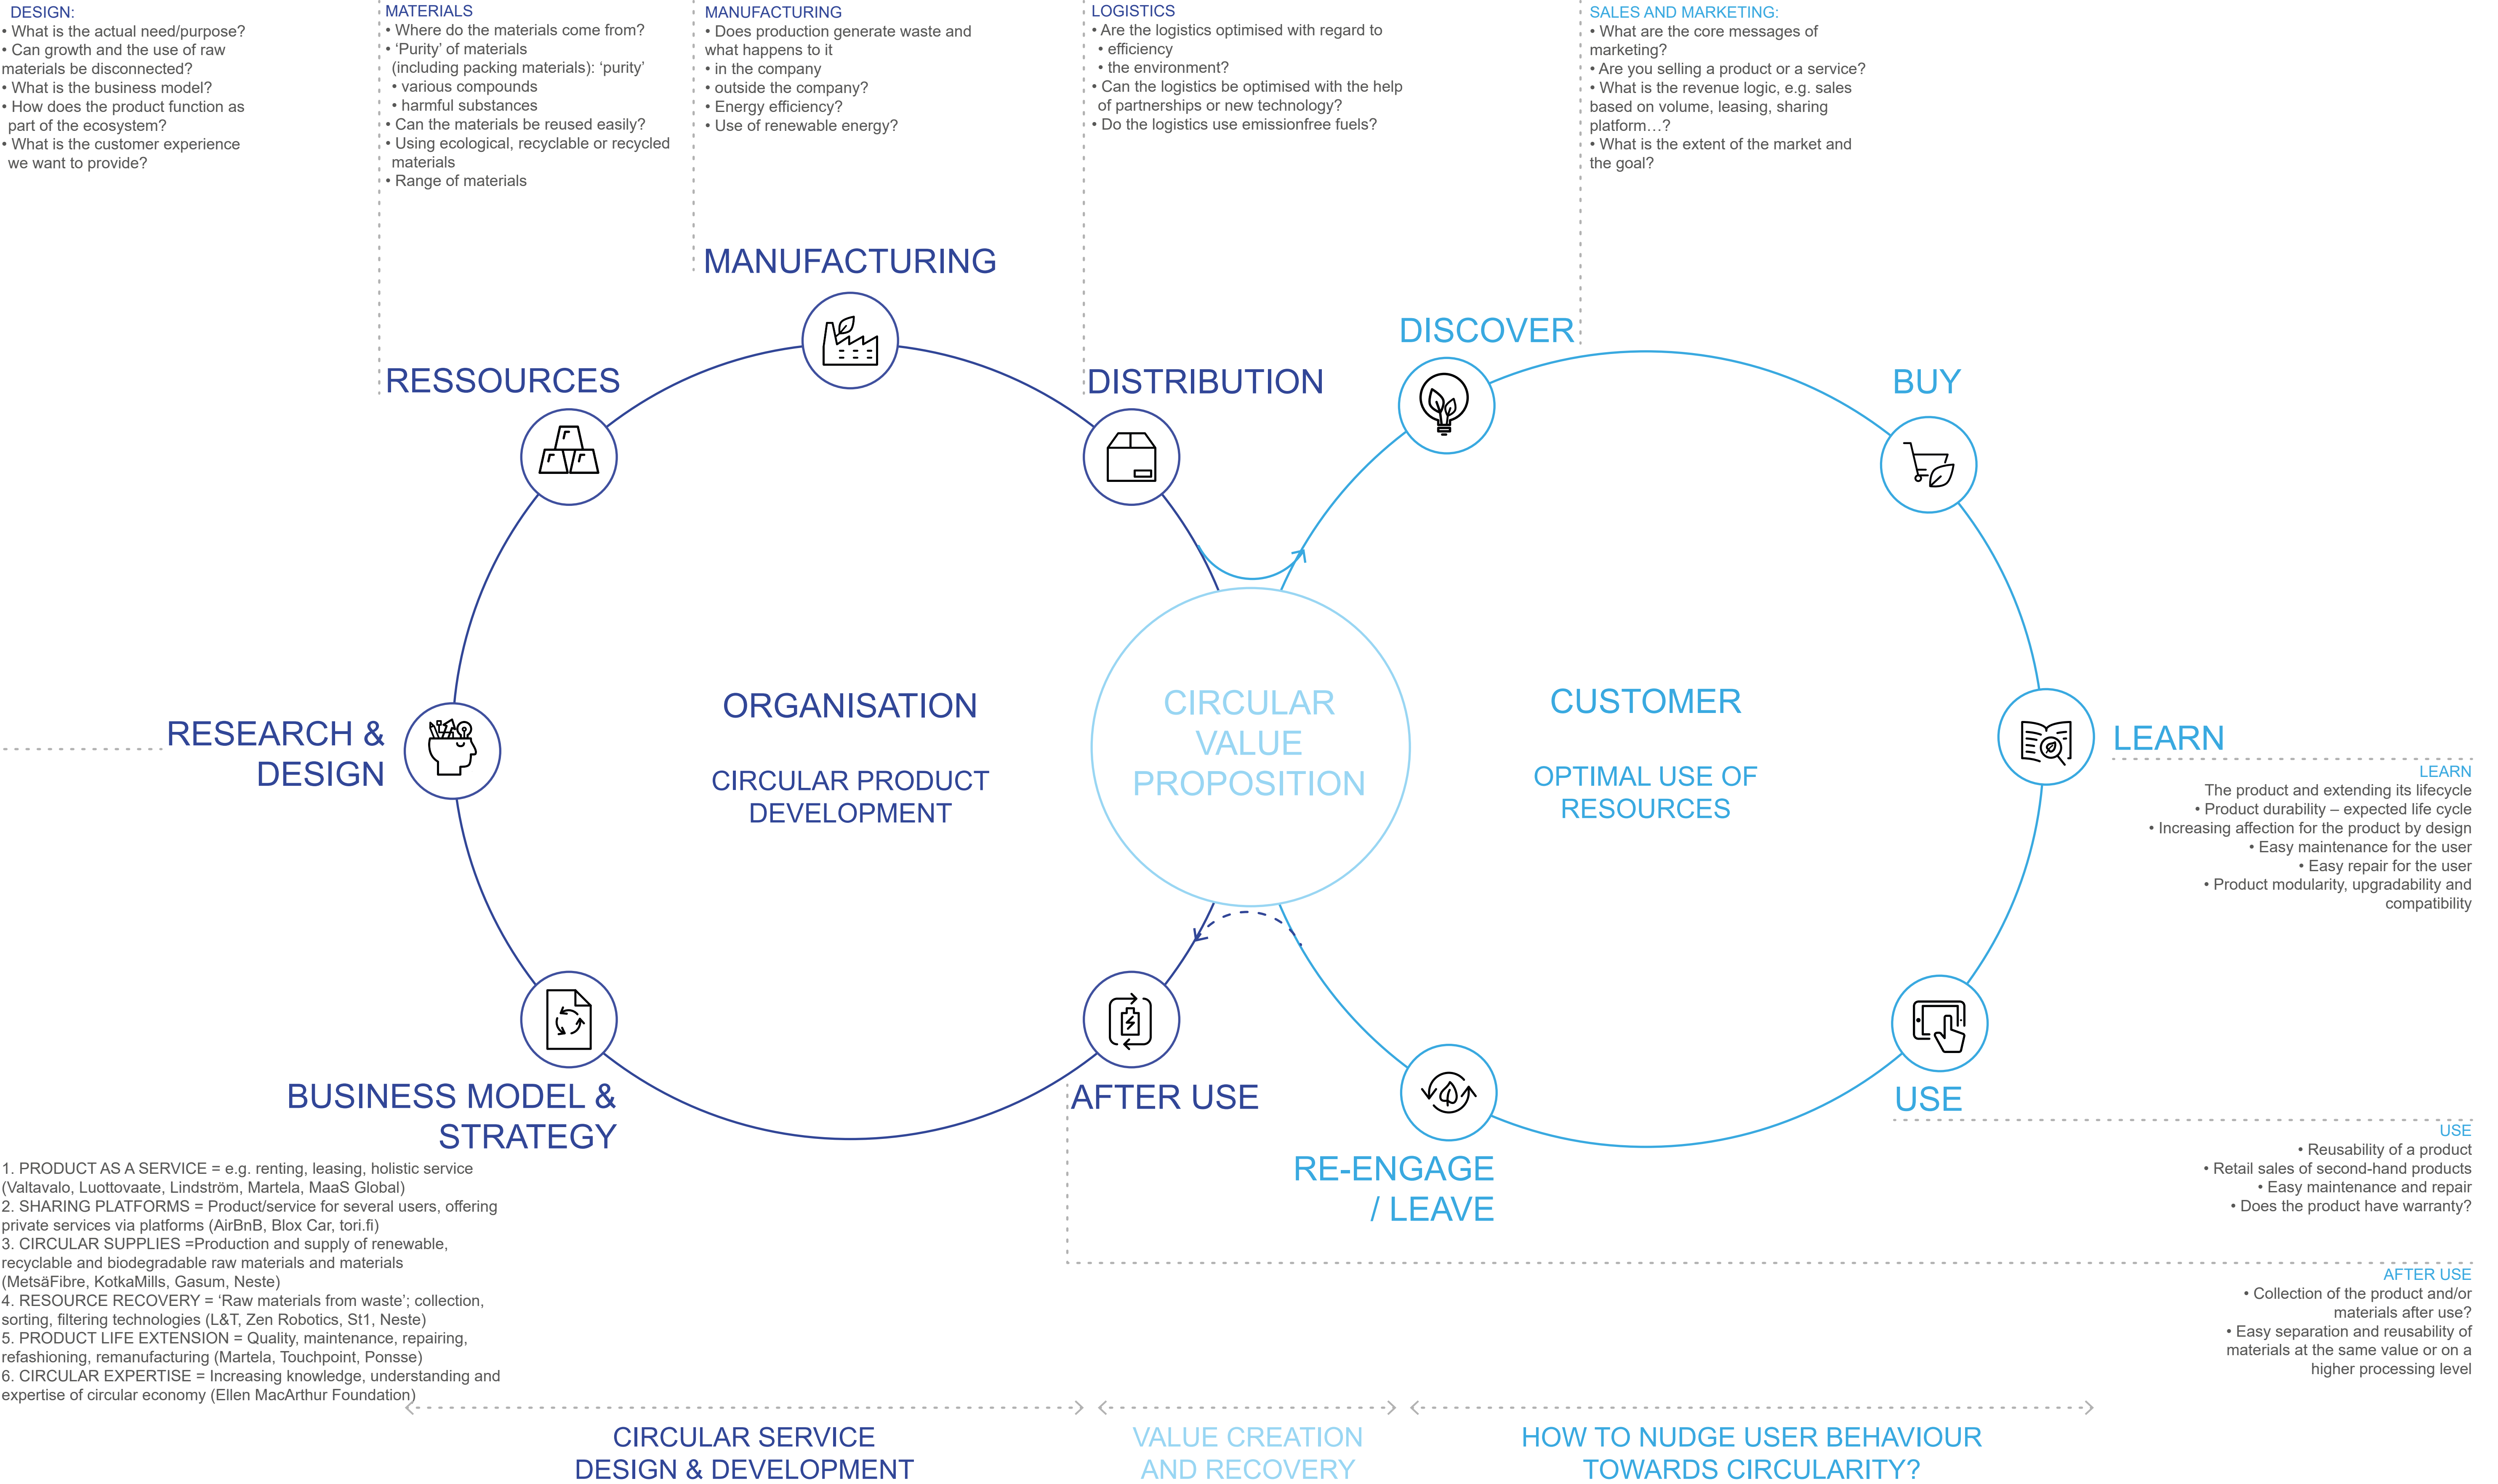 DESIGN:
• What is the actual need/purpose?
• Can growth and the use of raw
materials be disconnected?
• What is the business model?
• How does the product function as
part of the ecosystem?
• What is the customer experience
we want to provide?
MATERIALS
• Where do the materials come from?
• ‘Purity’ of materials
(including packing materials): ‘purity’
• various compounds
• harmful substances
• Can the materials be reused easily?
• Using ecological, recyclable or recycled
materials
• Range of materials
MANUFACTURING
• Does production generate waste and
what happens to it
• in the company
• outside the company?
• Energy efficiency?
• Use of renewable energy?
LOGISTICS
• Are the logistics optimised with regard to
• efficiency
• the environment?
• Can the logistics be optimised with the help
of partnerships or new technology?
• Do the logistics use emissionfree fuels?
SALES AND MARKETING:
• What are the core messages of
marketing?
• Are you selling a product or a service?
• What is the revenue logic, e.g. sales
based on volume, leasing, sharing
platform…?
• What is the extent of the market and
the goal?
MANUFACTURING
RESSOURCES
DISTRIBUTION
DISCOVER
BUY
RESEARCH &
DESIGN
ORGANISATION
CIRCULAR PRODUCT
DEVELOPMENT
CIRCULAR
VALUE
PROPOSITION
CUSTOMER
OPTIMAL USE OF
RESOURCES
LEARN
LEARN
The product and extending its lifecycle
• Product durability – expected life cycle
• Increasing affection for the product by design
• Easy maintenance for the user
• Easy repair for the user
• Product modularity, upgradability and
compatibility
BUSINESS MODEL &
STRATEGY
AFTER USE
RE-ENGAGE
/ LEAVE
USE
USE
• Reusability of a product
• Retail sales of second-hand products
• Easy maintenance and repair
• Does the product have warranty?
AFTER USE
• Collection of the product and/or
materials after use?
• Easy separation and reusability of
materials at the same value or on a
higher processing level
1. PRODUCT AS A SERVICE = e.g. renting, leasing, holistic service
(Valtavalo, Luottovaate, Lindström, Martela, MaaS Global)
2. SHARING PLATFORMS = Product/service for several users, offering
private services via platforms (AirBnB, Blox Car, tori.fi)
3. CIRCULAR SUPPLIES =Production and supply of renewable,
recyclable and biodegradable raw materials and materials
(MetsäFibre, KotkaMills, Gasum, Neste)
4. RESOURCE RECOVERY = ‘Raw materials from waste’; collection,
sorting, filtering technologies (L&T, Zen Robotics, St1, Neste)
5. PRODUCT LIFE EXTENSION = Quality, maintenance, repairing,
refashioning, remanufacturing (Martela, Touchpoint, Ponsse)
6. CIRCULAR EXPERTISE = Increasing knowledge, understanding and
expertise of circular economy (Ellen MacArthur Foundation)
CIRCULAR SERVICE
DESIGN & DEVELOPMENT
VALUE CREATION
AND RECOVERY
HOW TO NUDGE USER BEHAVIOUR
TOWARDS CIRCULARITY?